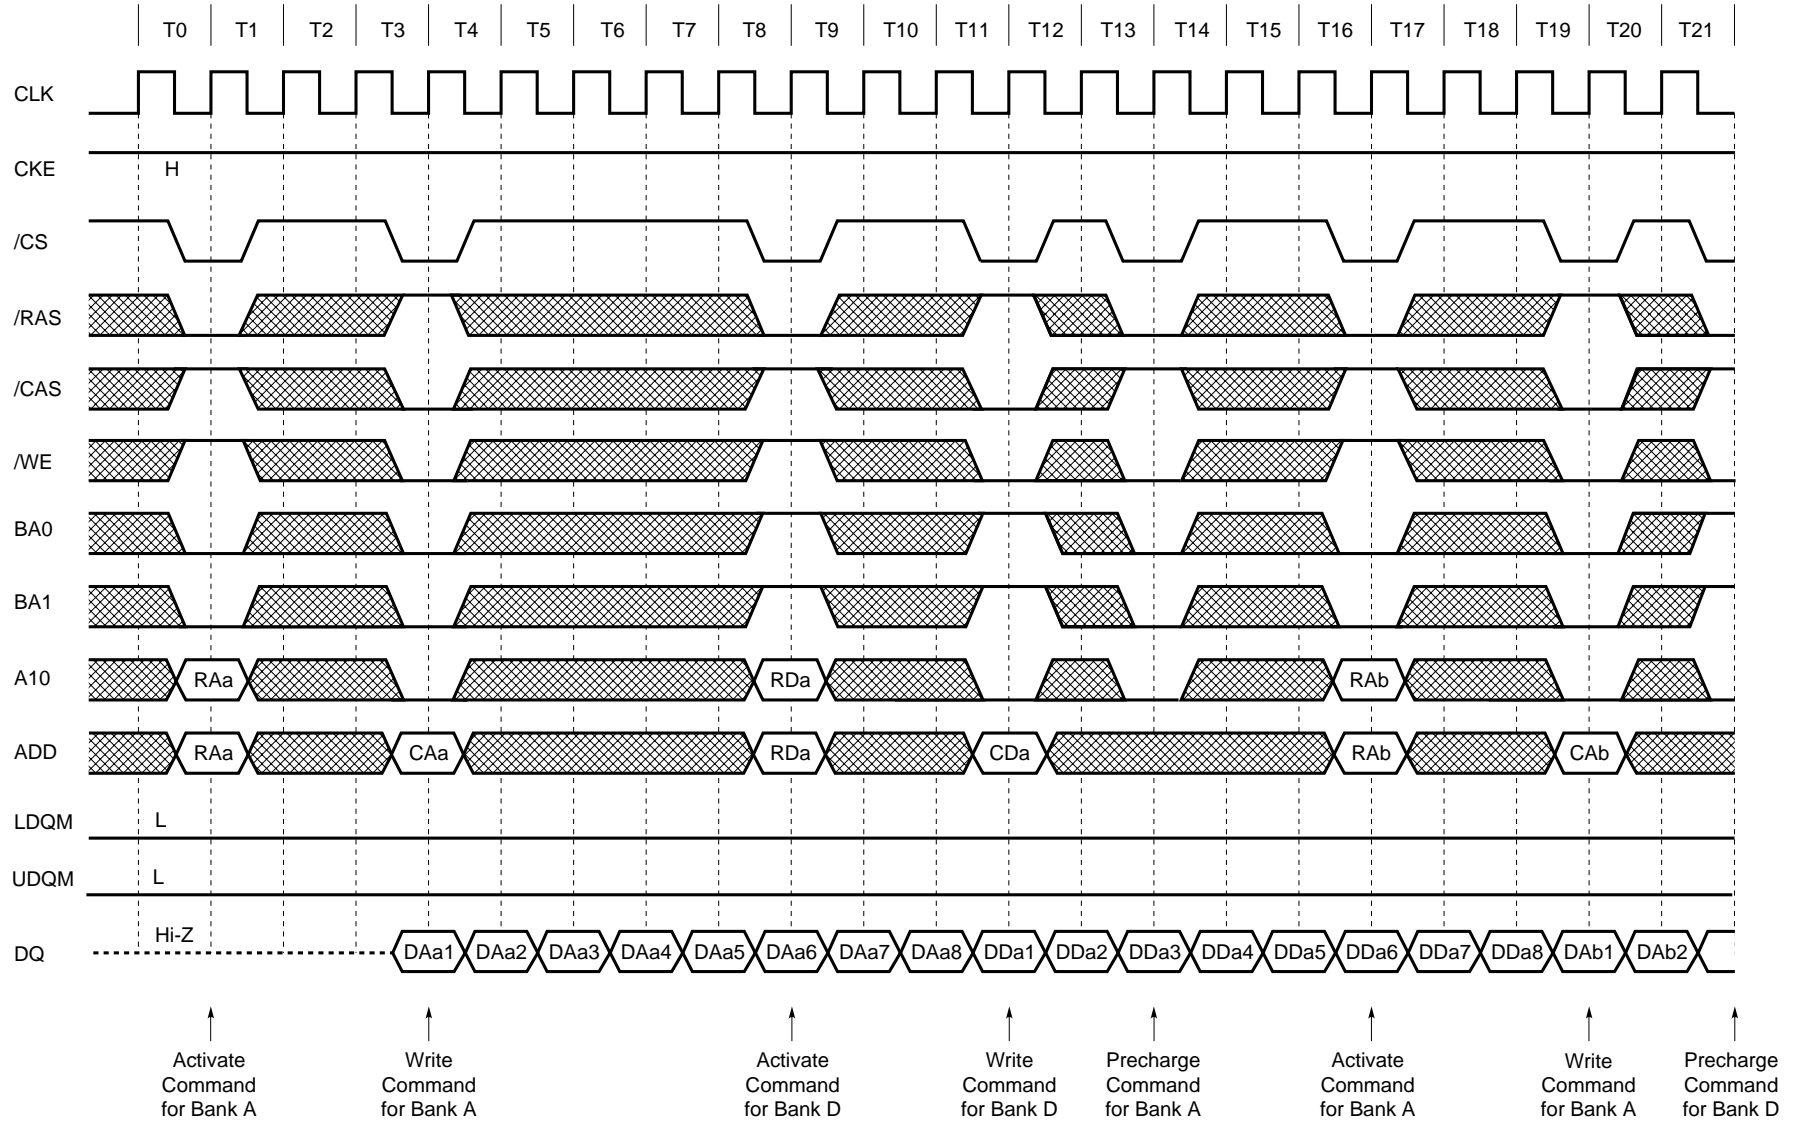 T0 T1 T2 T3 T4 T5 T6 T7 T8 T9 T10 T11 T12 T13 T14 T15 T16 T17 T18 T19 T20 T21
CLK
CKE H
/CS
/RAS
/CAS
/WE
BA0
BA1
A10 RAa RDa RAb
ADD RAa CAa RDa CDa RAb CAb
LDQM L
UDQM L
DQ Hi-Z DAa1 DAa2 DAa3 DAa4 DAa5 DAa6 DAa7 DAa8 DDa1 DDa2 DDa3 DDa4 DDa5 DDa6 DDa7 DDa8 DAb1 DAb2
Activate
Command
for Bank A
Write
Command
for Bank A
Activate
Command
for Bank D
Write
Command
for Bank D
Precharge
Command
for Bank A
Activate
Command
for Bank A
Write
Command
for Bank A
Precharge
Command
for Bank D